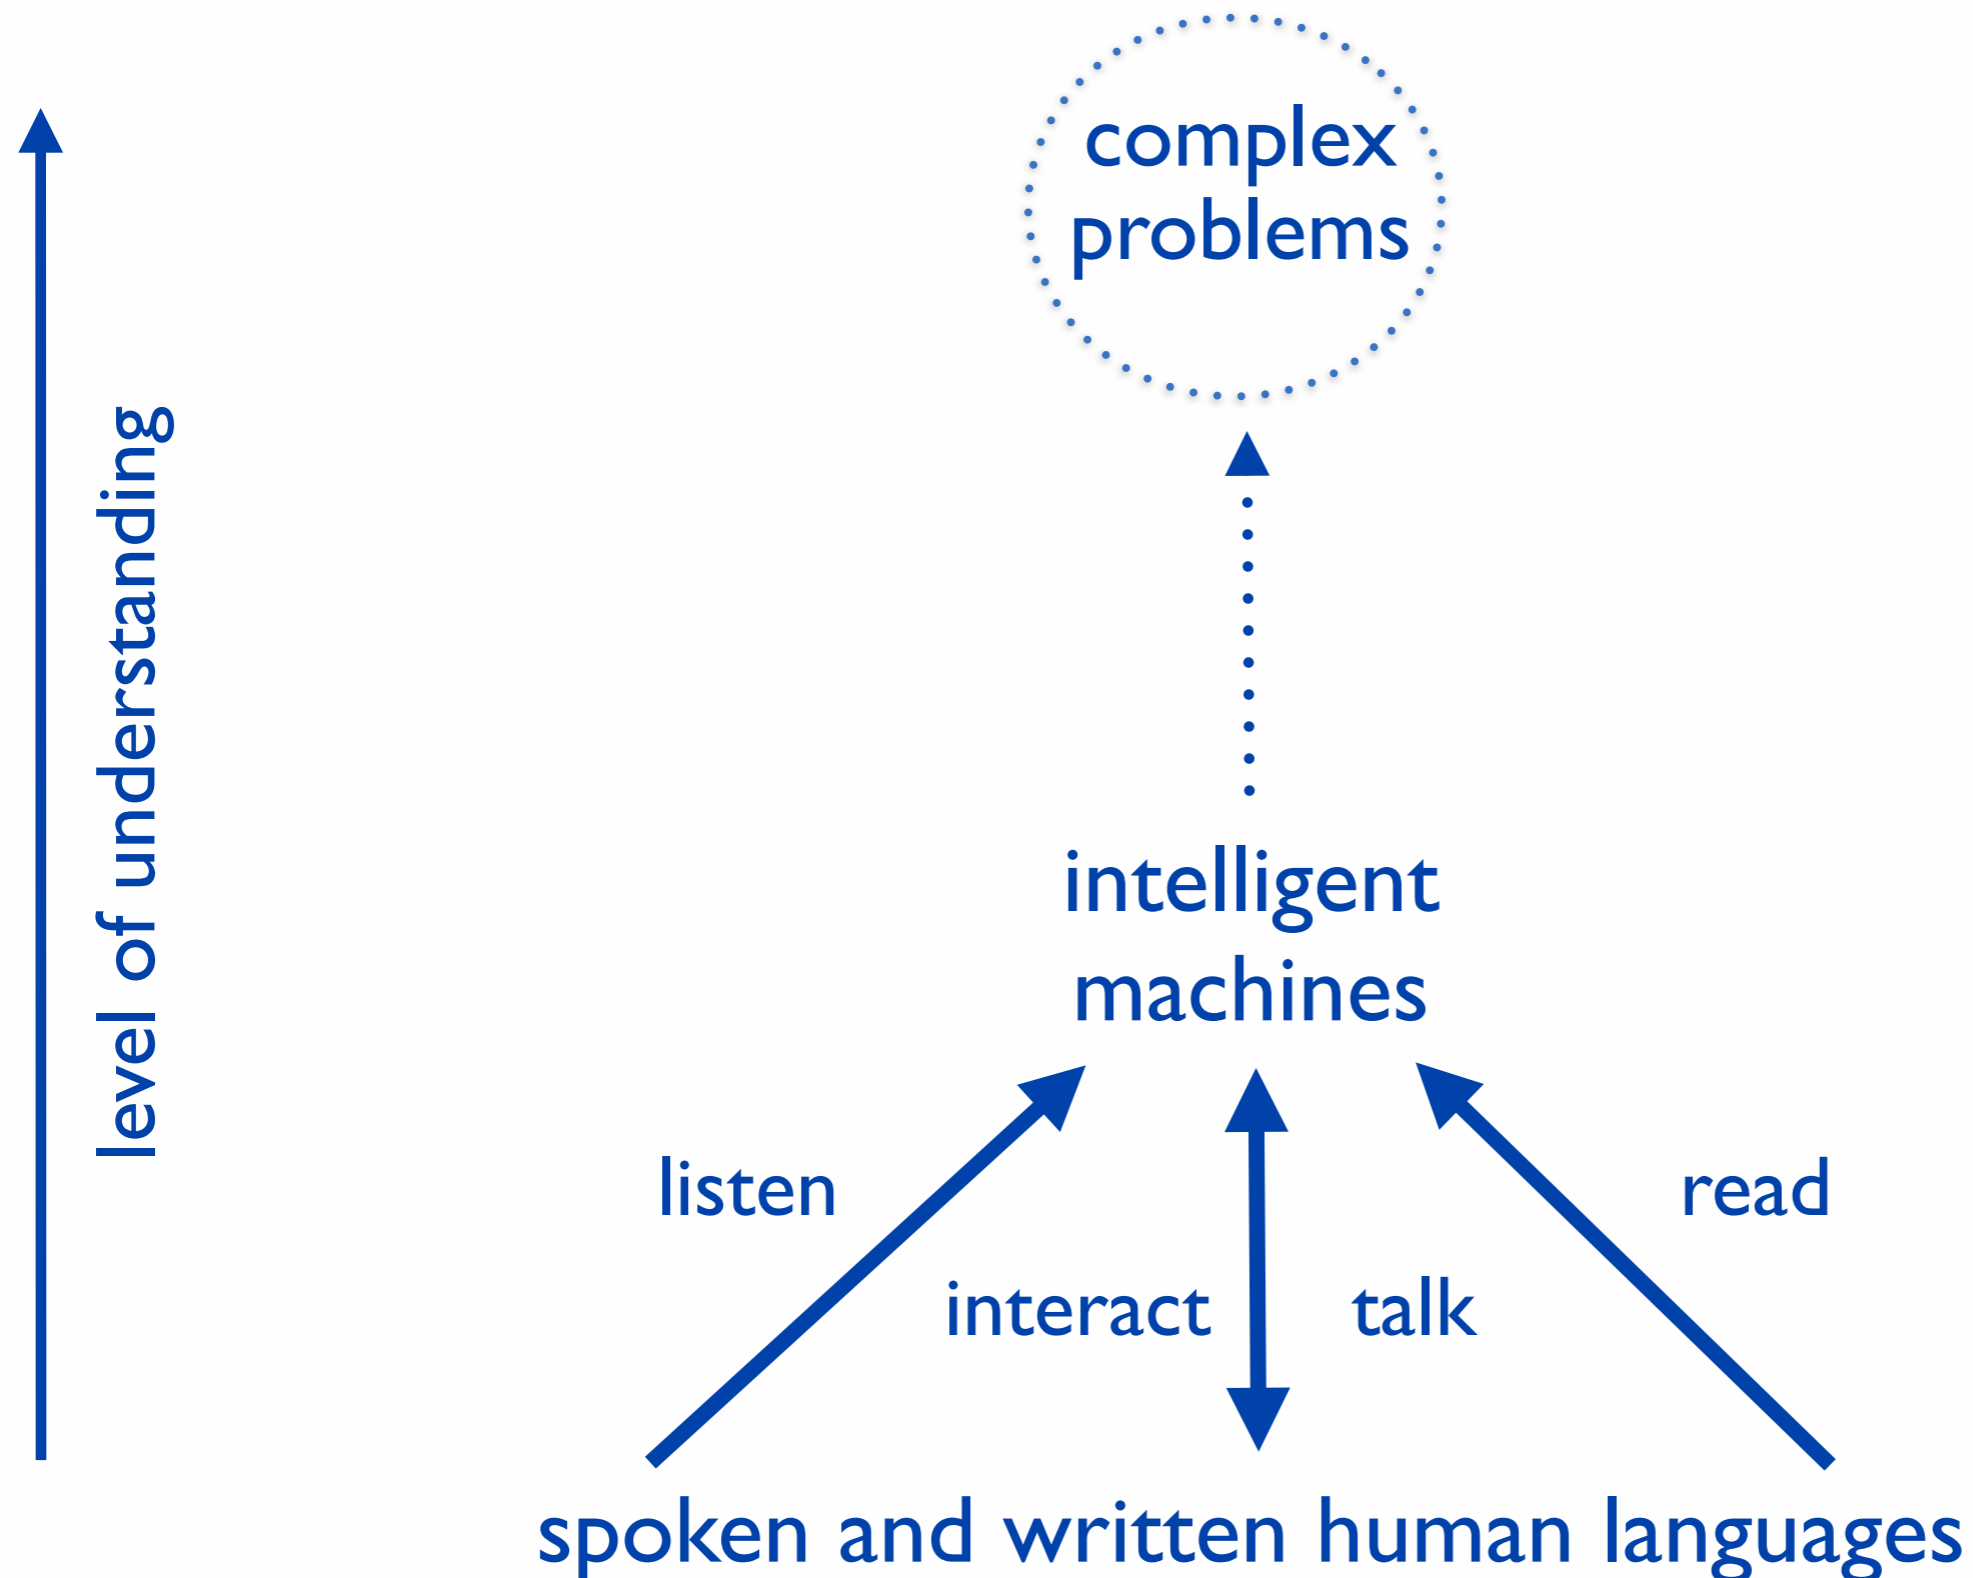 complex
problems
level of understanding
intelligent
machines
listen
read
interact
talk
spoken and written human languages